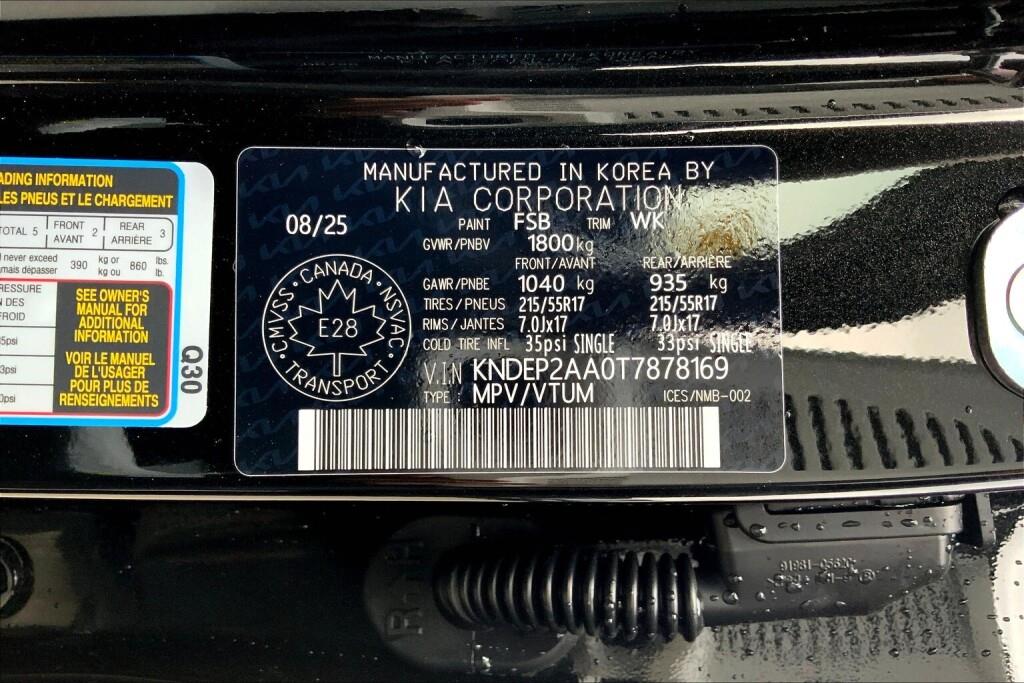 ADING INFORMATION
LES PNEUS ET LE CHARGEMENT
TOTAL 5 FRONT AVANT 2 REAR ARRIÈRE 3
l never exceed
amais dépasser 390 kg or kg ou 860 lbs. lb.
RESSURE
N DES
FROID
5psi
3psi
0psi
SEE OWNER'S
MANUAL FOR
ADDITIONAL
INFORMATION
VOIR LE MANUEL
DE L'USAGER
POUR PLUS DE
RENSEIGNEMENTS
Q30
MANUFACTURED IN KOREA BY
KIA CORPORATION
08/25 PAINT FSB TRIM WK
GVWR/PNBV 1800kg
FRONT/AVANT REAR/ARRIÈRE
GAWR/PNBE 1040 kg 935 kg
TIRES/PNEUS 215/55R17 215/55R17
RIMS/JANTES 7.0Jx17 7.0Jx17
COLD TIRE INFL 35psi SINGLE 33psi SINGLE
V.I.N KNDEP2AA0T7878169
TYPE : MPV/VTUM ICES/NMB-002
CANADA
CMVSS · NSVAC
E28
TRANSPORT
R-H